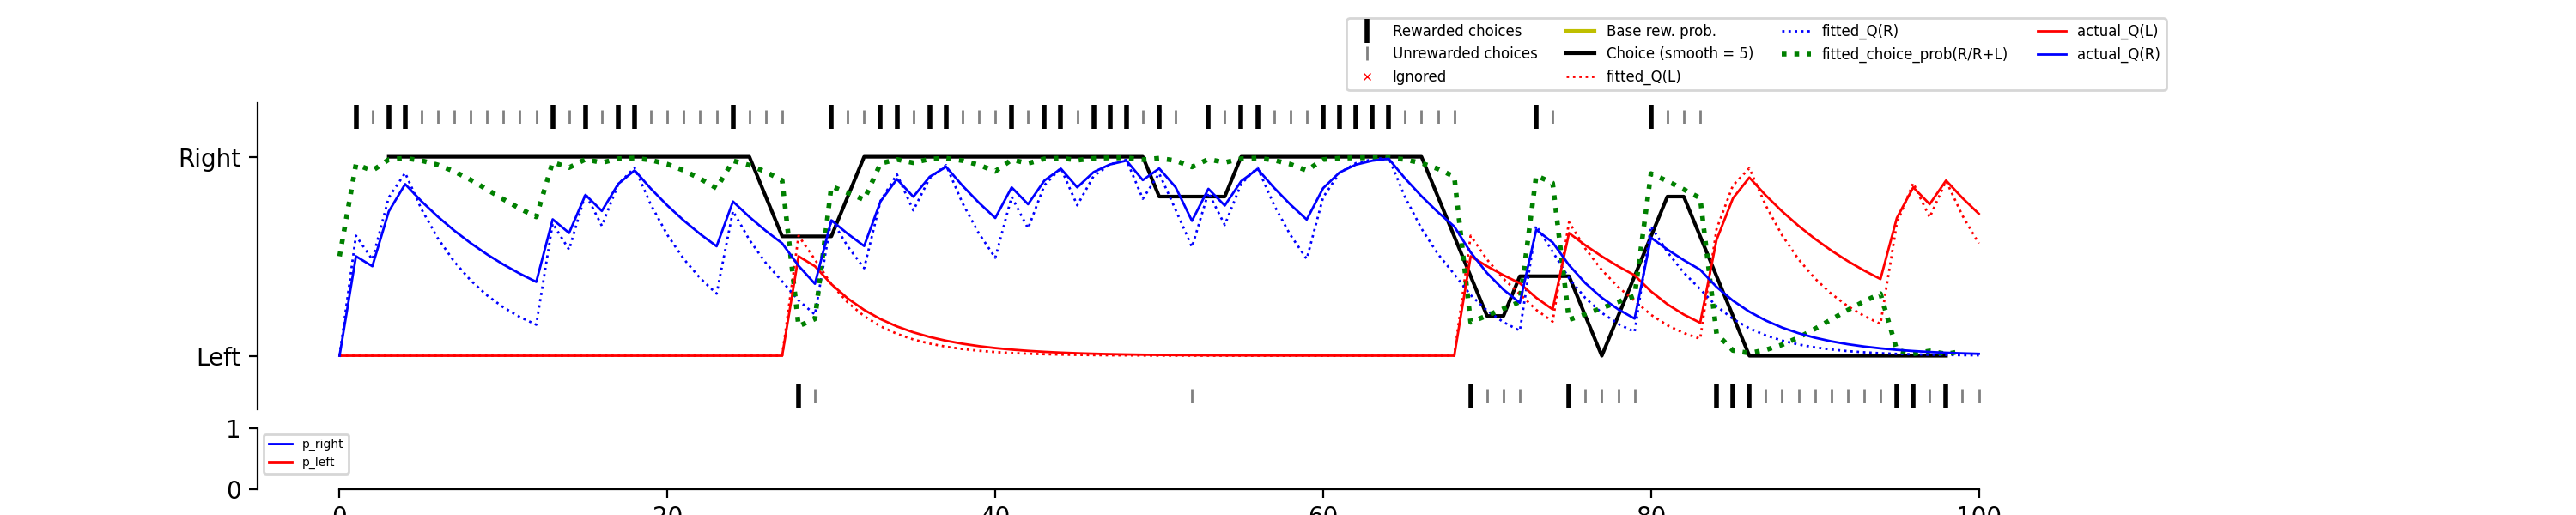 Rewarded choices
Unrewarded choices
Ignored
Base rew. prob.
Choice (smooth = 5)
fitted_Q(L)
fitted_Q(R)
fitted_choice_prob(R/R+L)
actual_Q(L)
actual_Q(R)
Right
Left
1
0
p_right
p_left
0 20 40 60 80 100